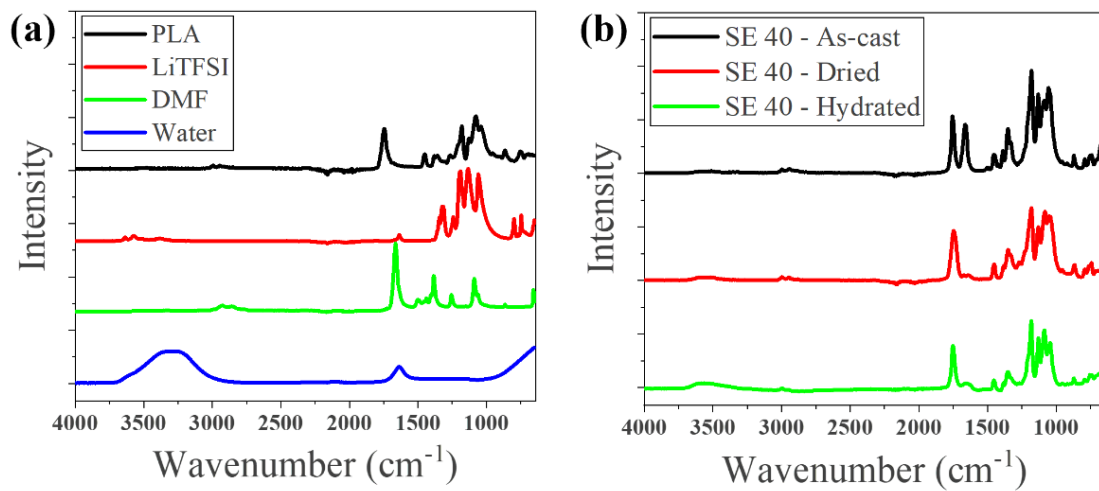 (a)
PLA
LiTFSI
DMF
Water
Intensity
4000 3500 3000 2500 2000 1500 1000
Wavenumber (cm⁻¹)
(b)
SE 40 - As-cast
SE 40 - Dried
SE 40 - Hydrated
Intensity
4000 3500 3000 2500 2000 1500 1000
Wavenumber (cm⁻¹)